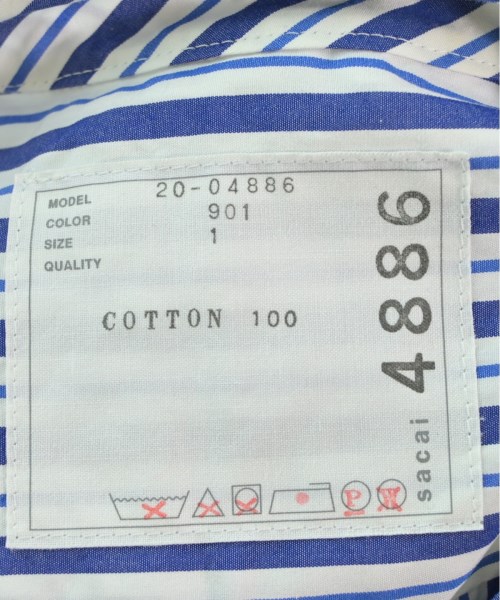 MODEL 20-04886
COLOR 901
SIZE 1
QUALITY
COTTON 100
sacai 4886
P
W